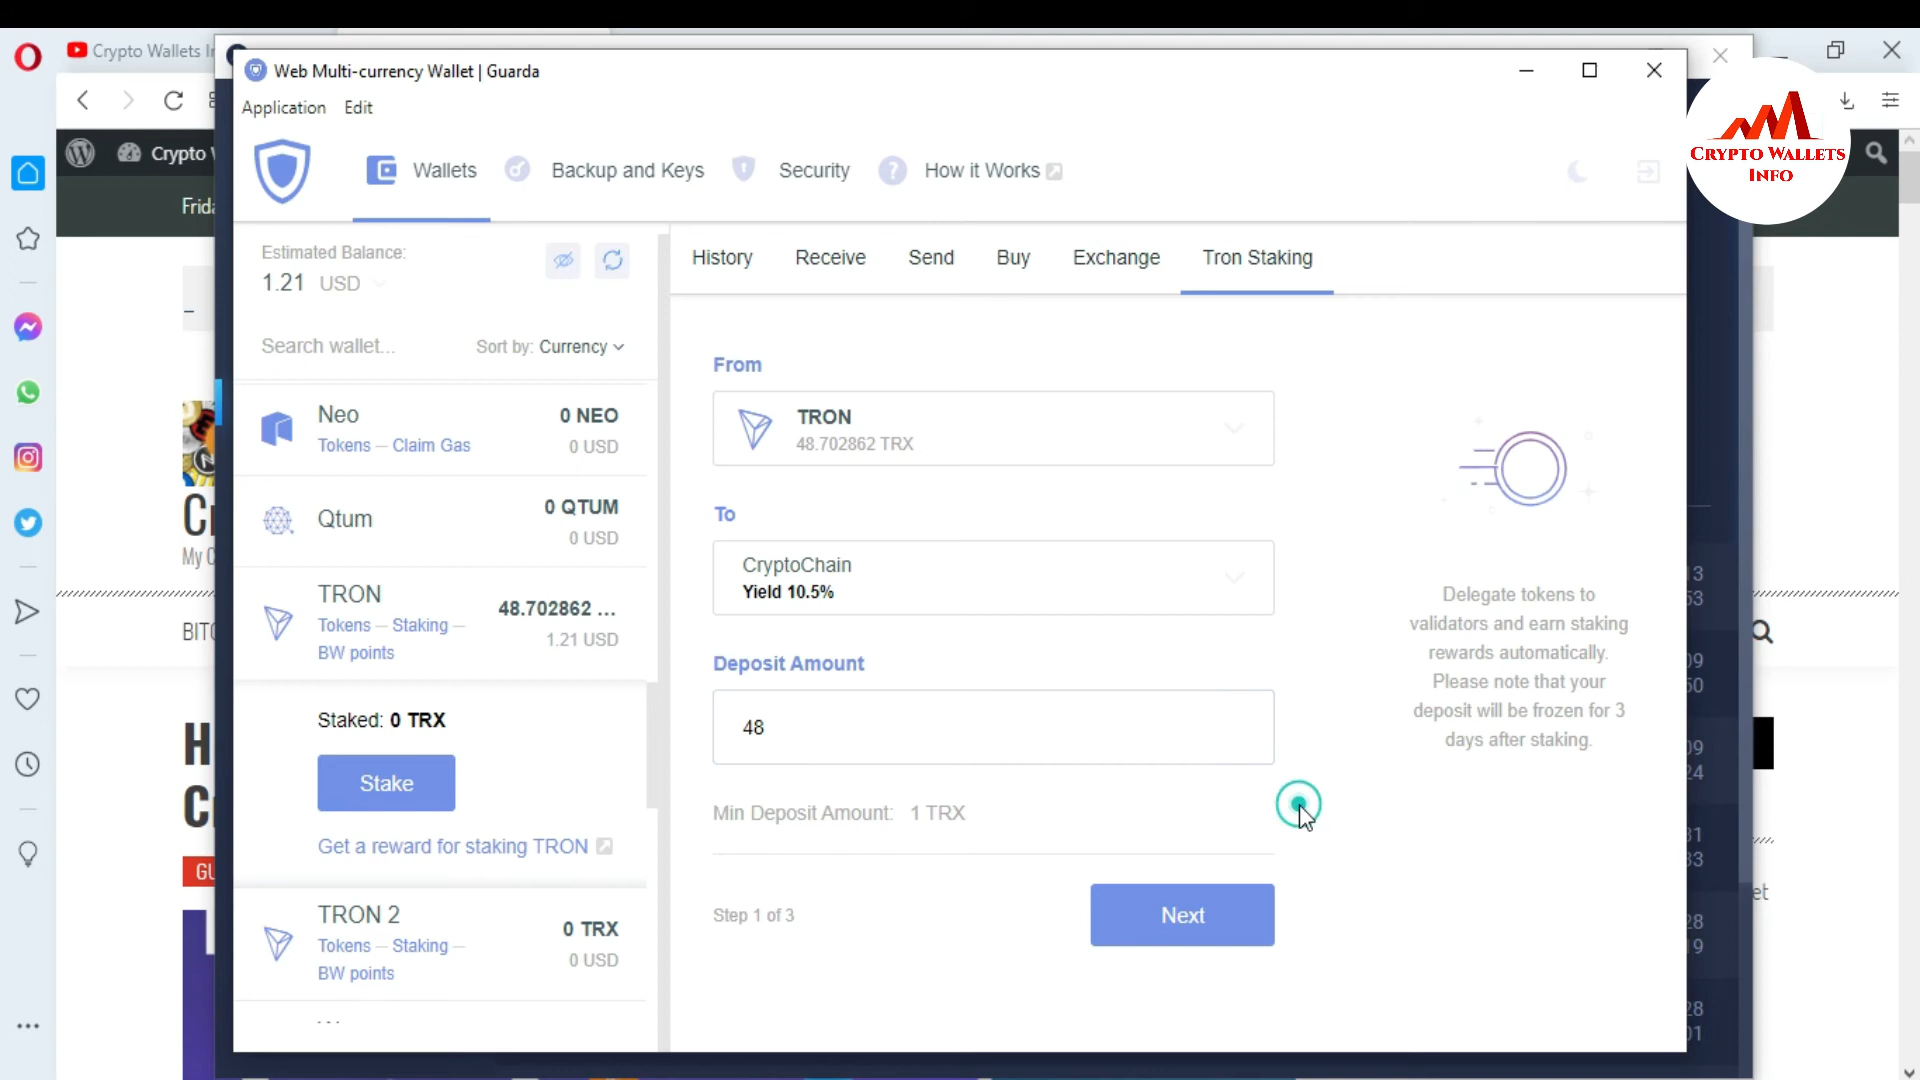 Crypto Wallets I
Web Multi-currency Wallet | Guarda
Application Edit
Wallets Backup and Keys Security How it Works
CRYPTO WALLETS
INFO
Crypto
Estimated Balance:
1.21 USD
History Receive Send Buy Exchange Tron Staking
Search wallet... Sort by: Currency
Neo 0 NEO
Tokens — Claim Gas 0 USD
Qtum 0 QTUM
0 USD
TRON 48.702862 ...
Tokens — Staking — 1.21 USD
BW points
Staked: 0 TRX
Stake
Get a reward for staking TRON
TRON 2 0 TRX
Tokens — Staking — 0 USD
BW points
From
TRON
48.702862 TRX
To
CryptoChain
Yield 10.5%
Deposit Amount
48
Min Deposit Amount: 1 TRX
Step 1 of 3 Next
Delegate tokens to
validators and earn staking
rewards automatically.
Please note that your
deposit will be frozen for 3
days after staking.